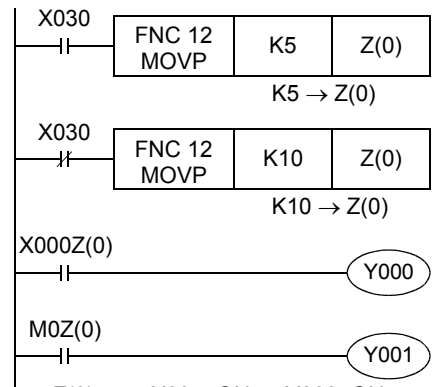 X030
FNC 12
MOVP
K5
Z(0)
K5 → Z(0)
X030
FNC 12
MOVP
K10
Z(0)
K10 → Z(0)
X000Z(0)
Y000
M0Z(0)
Y001